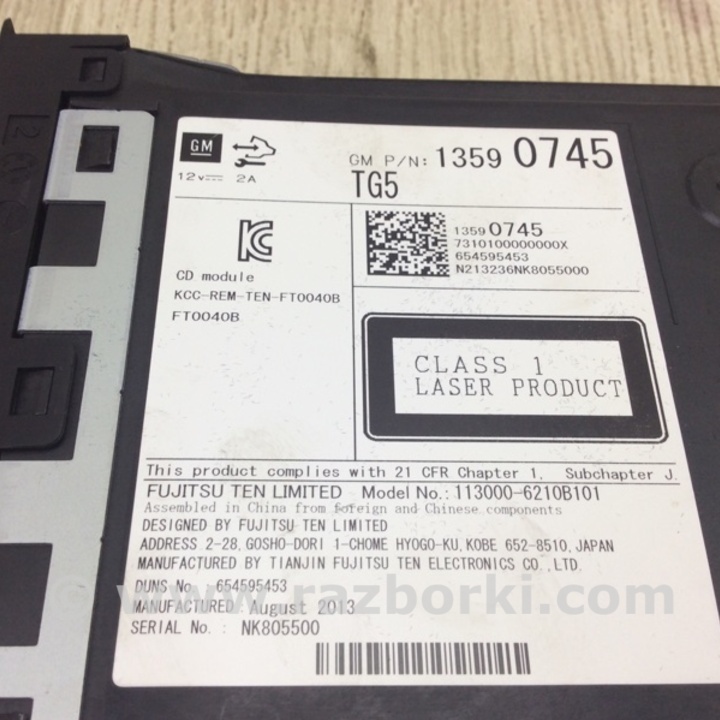 GM
GM P/N: 1359 0745
12v 2A
TG5
1359 0745
7310100000000X
654595453
N213236NK8055000
CD module
KCC-REM-TEN-FT0040B
FT0040B
CLASS 1
LASER PRODUCT
This product complies with 21 CFR Chapter 1, Subchapter J.
FUJITSU TEN LIMITED Model No.: 113000-6210B101
Assembled in China from foreign and Chinese components
DESIGNED BY FUJITSU TEN LIMITED
ADDRESS 2-28, GOSHO-DORI 1-CHOME HYOGO-KU, KOBE 652-8510, JAPAN
MANUFACTURED BY TIANJIN FUJITSU TEN ELECTRONICS CO., LTD.
DUNS No. 654595453
www.razborki.com
MANUFACTURED August 2013
SERIAL No. : NK805500